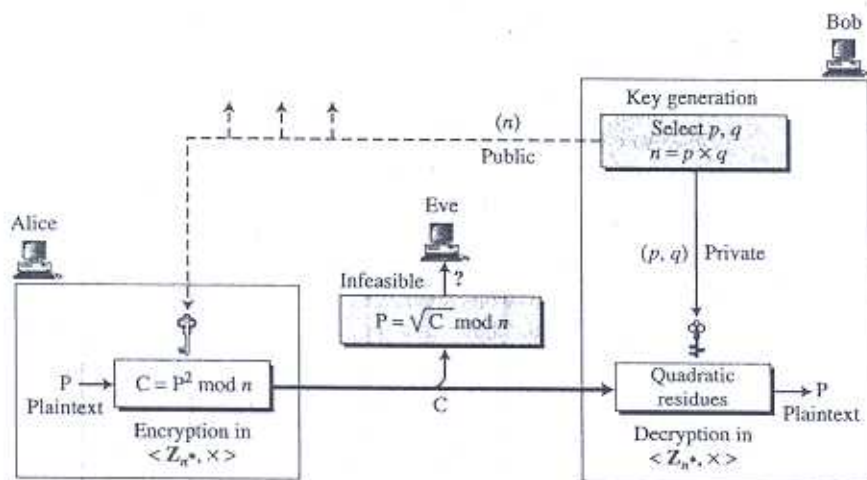 Bob
Key generation
Select p, q
n = p × q
(n)
Public
Alice
Eve
(p, q) Private
Infeasible
?
P = √C mod n
P
Plaintext
C = P² mod n
C
Quadratic
residues
P
Plaintext
Encryption in
< Zₙ*, × >
Decryption in
< Zₙ*, × >